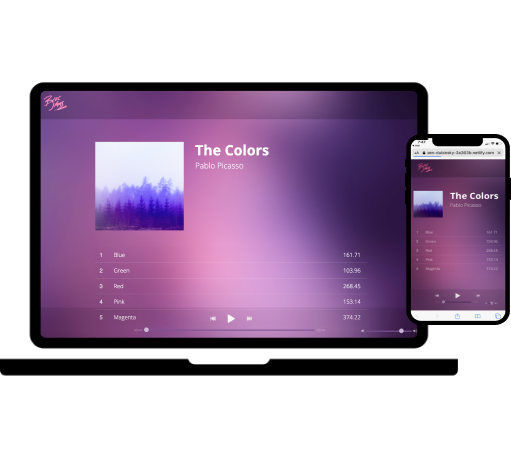 The Colors
Pablo Picasso
1 Blue 161.71
2 Green 103.96
3 Red 268.45
4 Pink 153.14
5 Magenta 374.22
The Colors
Pablo Picasso
1 Blue 161.71
2 Green 103.96
3 Red 268.45
4 Pink 153.14
5 Magenta 374.22